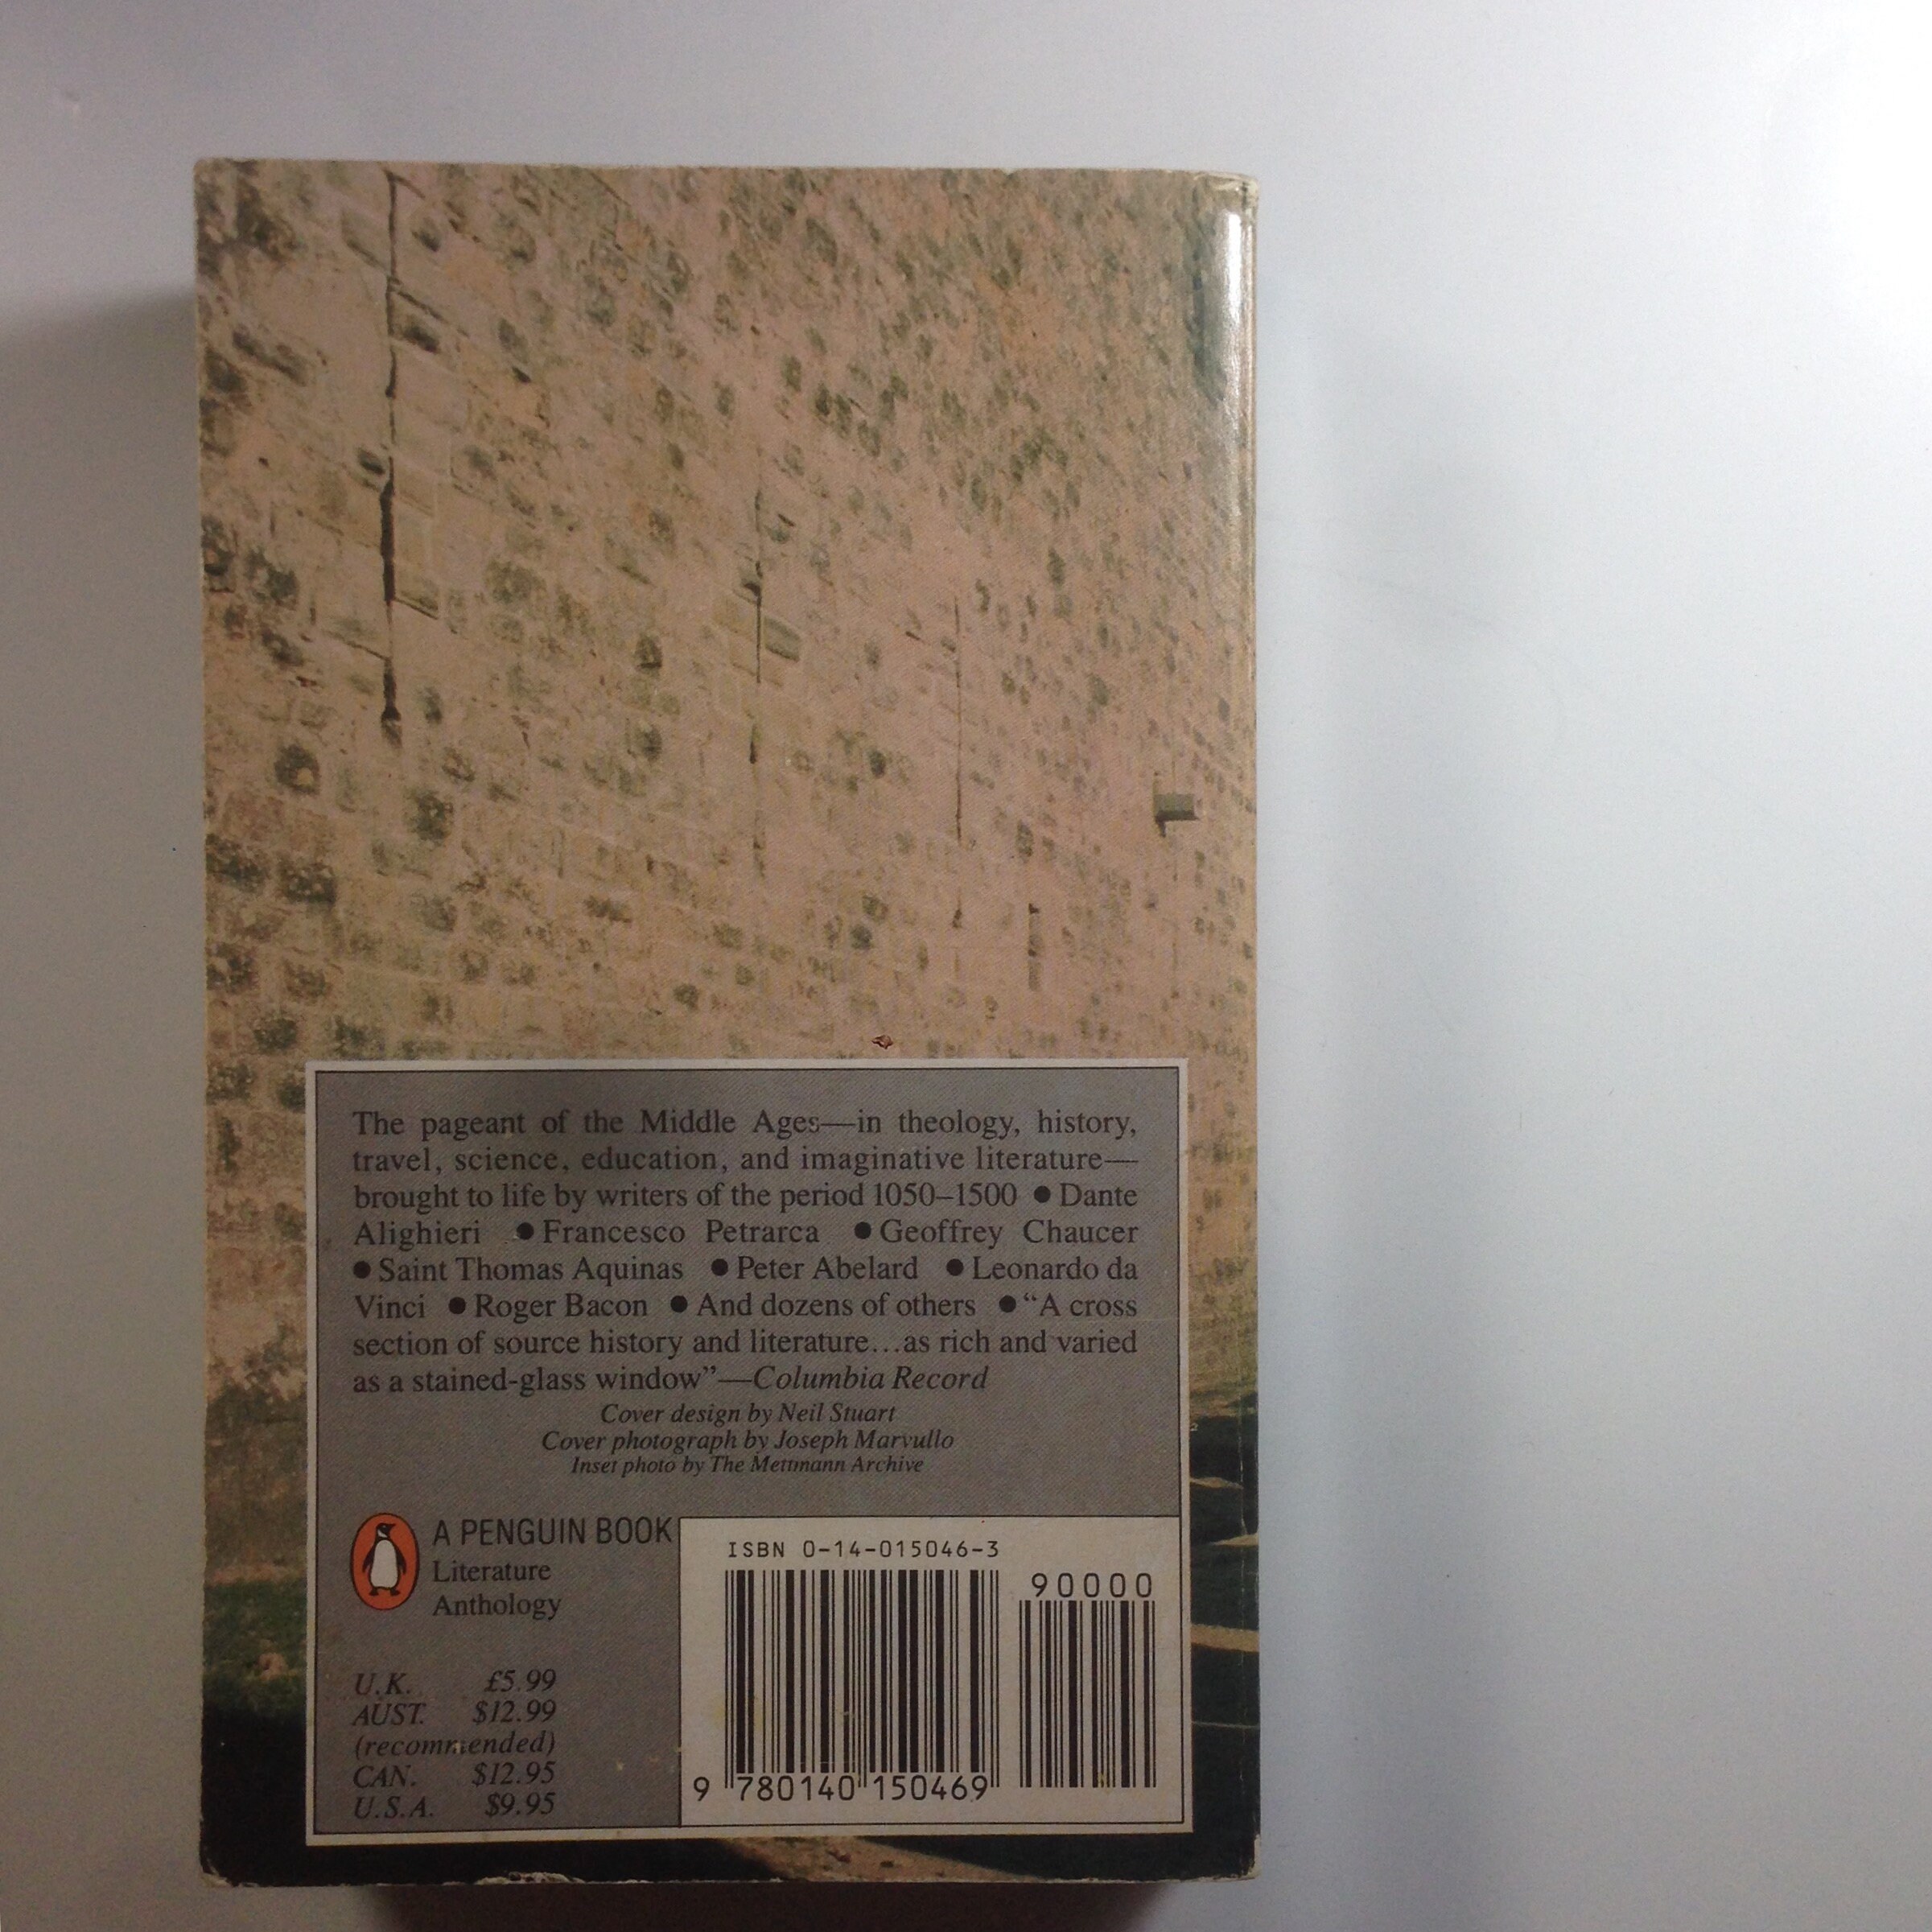 The pageant of the Middle Ages—in theology, history,
travel, science, education, and imaginative literature—
brought to life by writers of the period 1050–1500 ● Dante
Alighieri ● Francesco Petrarca ● Geoffrey Chaucer
● Saint Thomas Aquinas ● Peter Abelard ● Leonardo da
Vinci ● Roger Bacon ● And dozens of others ● “A cross
section of source history and literature...as rich and varied
as a stained-glass window”—Columbia Record
Cover design by Neil Stuart
Cover photograph by Joseph Marvullo
Inset photo by The Mettmann Archive
A PENGUIN BOOK
Literature
Anthology
U.K. £5.99
AUST. $12.99
(recommended)
CAN. $12.95
U.S.A. $9.95
ISBN 0-14-015046-3
90000
9 780140 150469